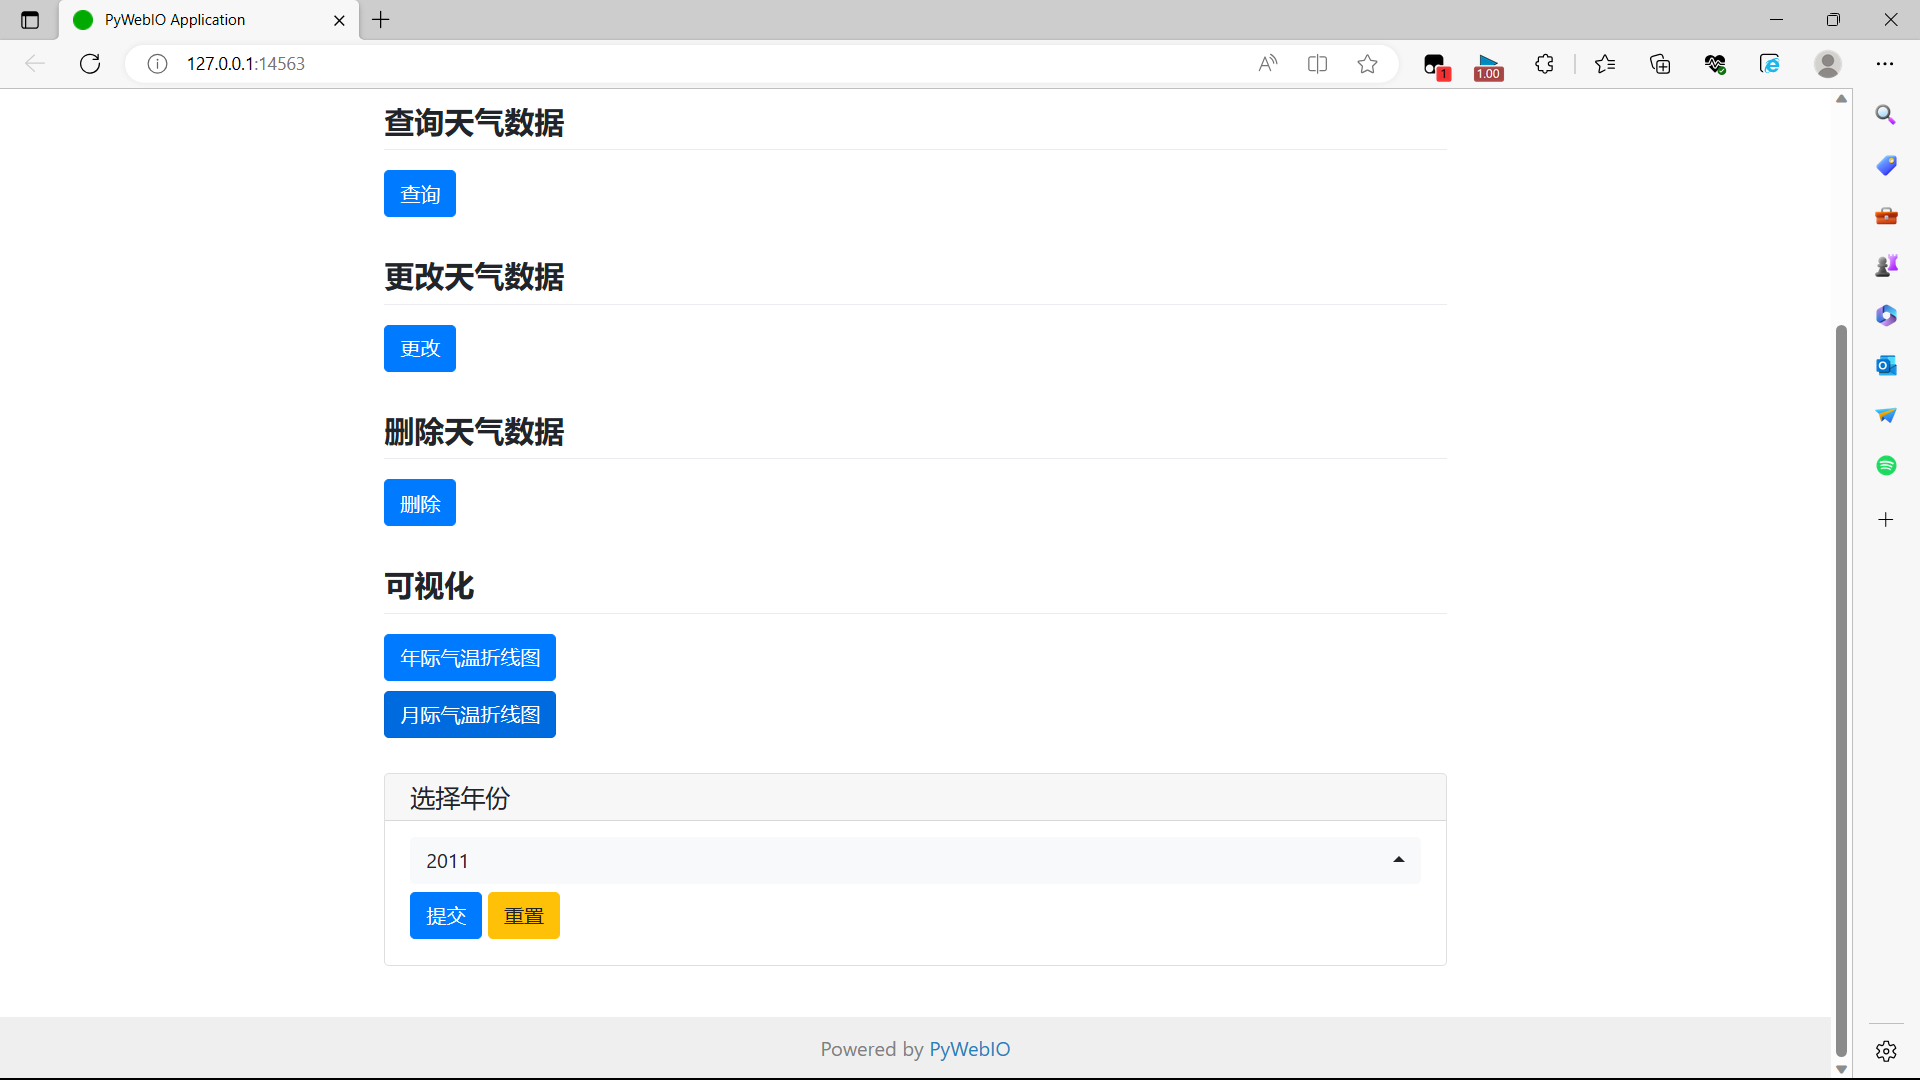 PyWebIO Application
127.0.0.1:14563
1
1.00
查询天气数据
查询
更改天气数据
更改
删除天气数据
删除
可视化
年际气温折线图
月际气温折线图
选择年份
2011
提交 重置
Powered by PyWebIO